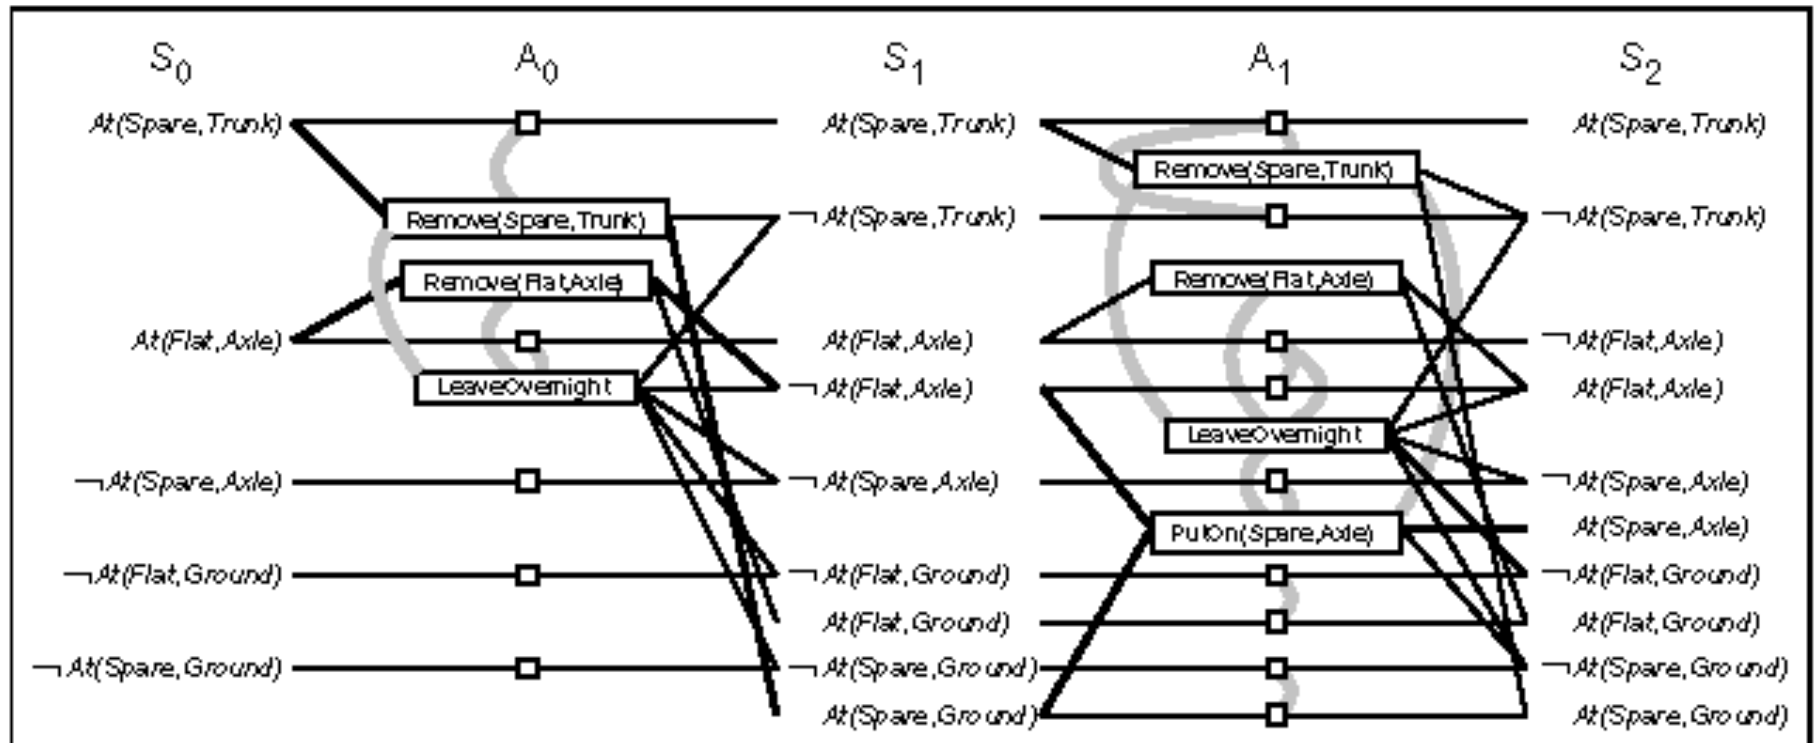 S0 A0 S1 A1 S2
At(Spare,Trunk) At(Spare,Trunk) At(Spare,Trunk)
Remove(Spare,Trunk)
Remove(Spare,Trunk) ¬At(Spare,Trunk) ¬At(Spare,Trunk)
Remove(Flat,Axle) Remove(Flat,Axle)
At(Flat,Axle) At(Flat,Axle) ¬At(Flat,Axle)
LeaveOvernight ¬At(Flat,Axle) At(Flat,Axle)
LeaveOvernight
¬At(Spare,Axle) ¬At(Spare,Axle) ¬At(Spare,Axle)
PutOn(Spare,Axle) At(Spare,Axle)
¬At(Flat,Ground) ¬At(Flat,Ground) ¬At(Flat,Ground)
At(Flat,Ground) At(Flat,Ground)
¬At(Spare,Ground) ¬At(Spare,Ground) ¬At(Spare,Ground)
At(Spare,Ground) At(Spare,Ground)